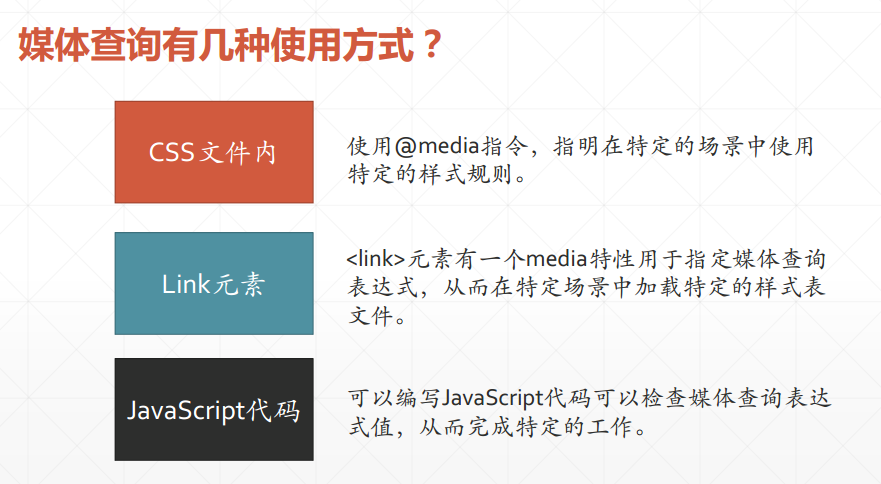 媒体查询有几种使用方式？
CSS文件内
使用@media指令，指明在特定的场景中使用
特定的样式规则。
Link元素
<link>元素有一个media特性用于指定媒体查询
表达式，从而在特定场景中加载特定的样式表
文件。
JavaScript代码
可以编写JavaScript代码可以检查媒体查询表达
式值，从而完成特定的工作。